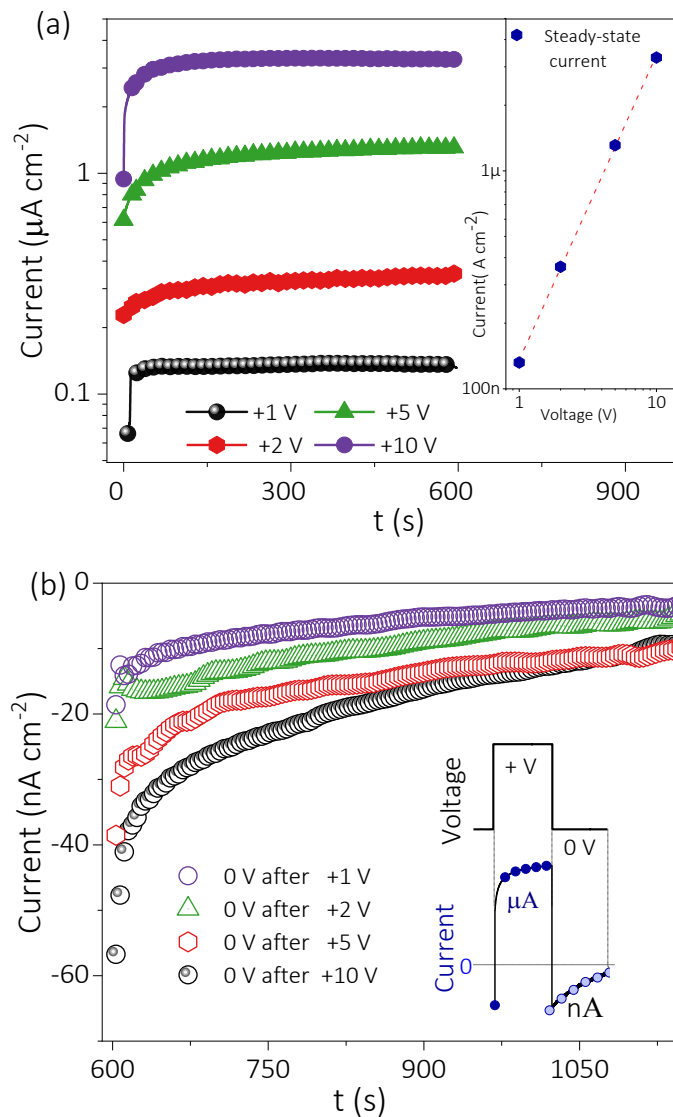 (a)
Current (μA cm-2)
1
0.1
0
300
600
900
t (s)
+1 V
+5 V
+2 V
+10 V
Steady-state
current
Current( A cm-2)
1μ
100n
1
10
Voltage (V)
(b)
Current (nA cm-2)
0
-20
-40
-60
600
750
900
1050
t (s)
0 V after +1 V
0 V after +2 V
0 V after +5 V
0 V after +10 V
Voltage
+ V
0 V
Current
μA
0
nA